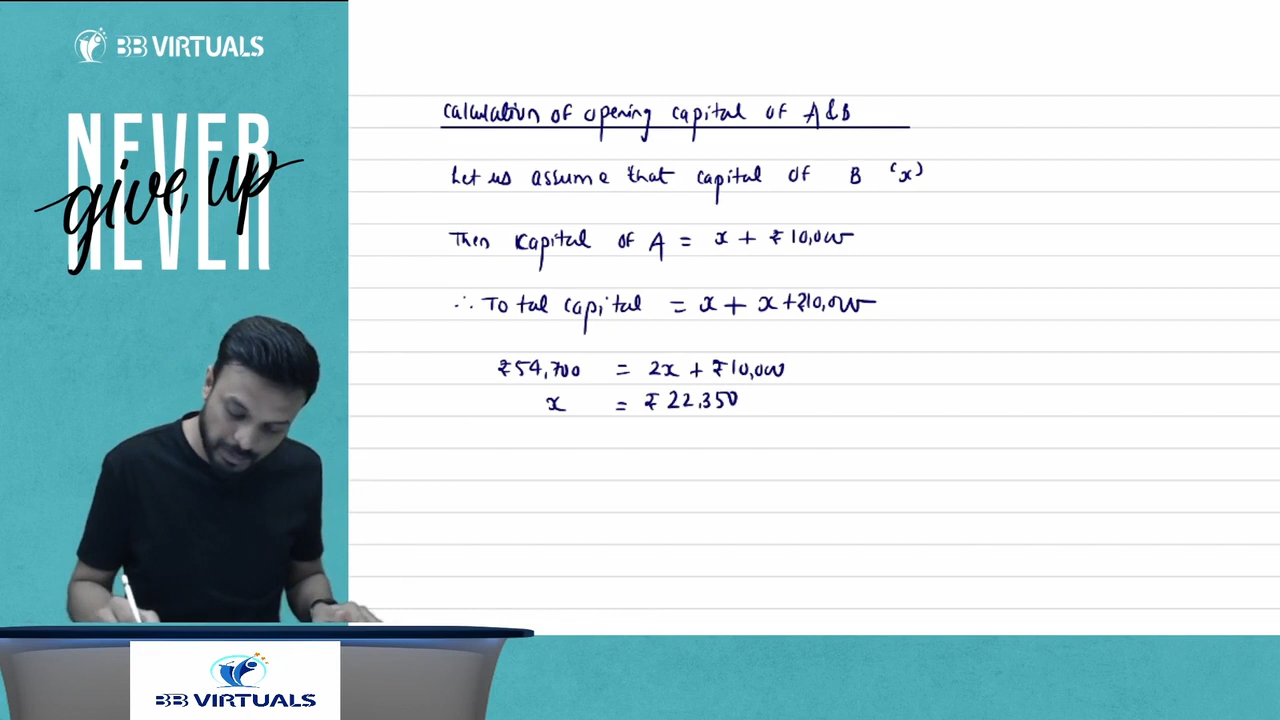 BB VIRTUALS
NEVER
give up
NEVER
Calculation of opening capital of A & B
Let us assume that capital of B (x)
Then Kapital of A = x + ₹10,000
∴ Total capital = x + x + ₹10,000
₹54,700 = 2x + ₹10,000
x = ₹22,350
BB VIRTUALS